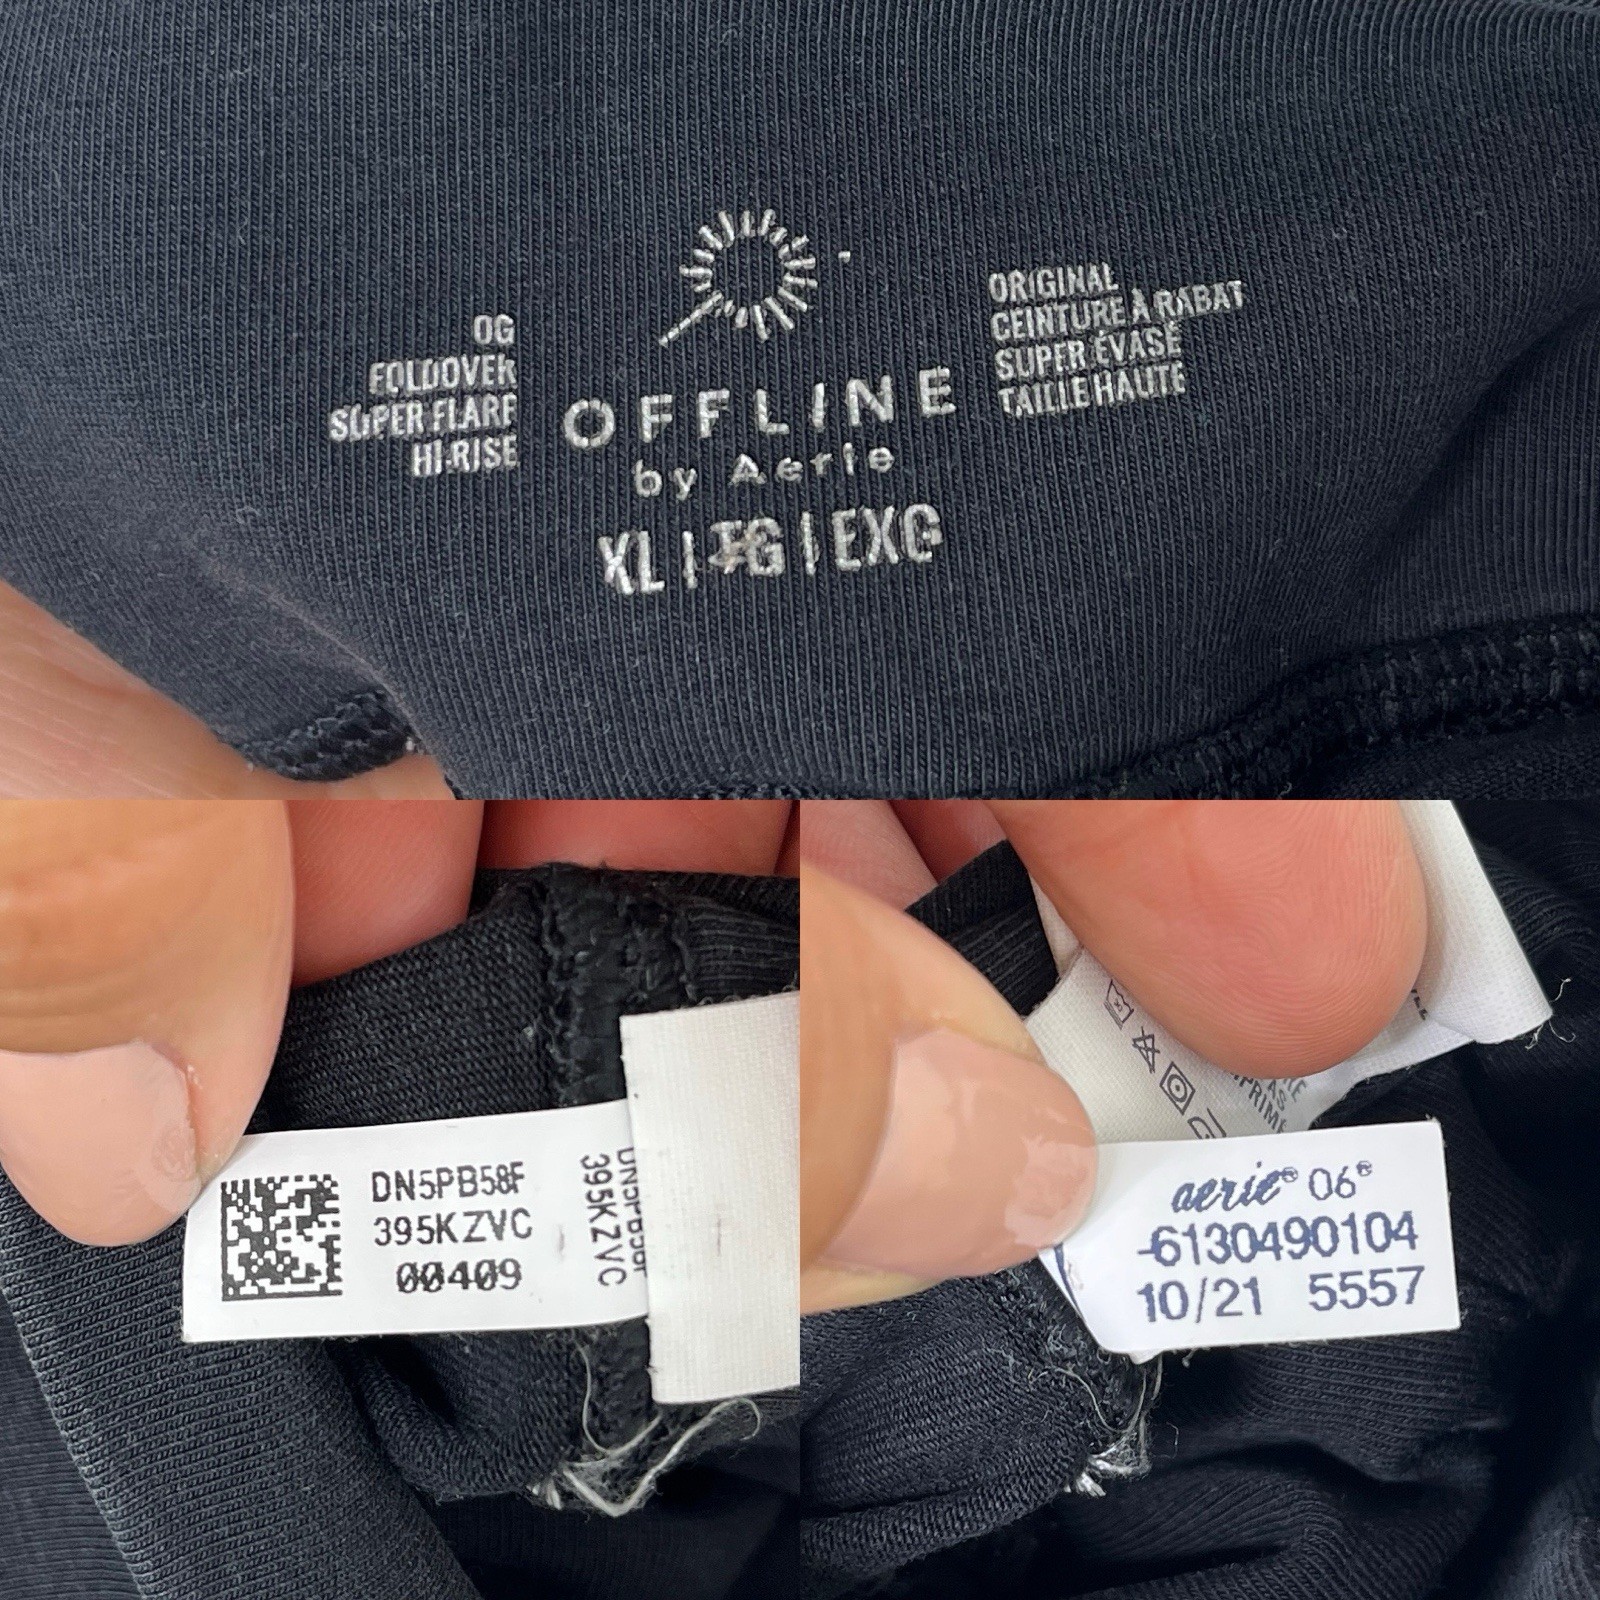 OG
FOLDOVER
SUPER FLARE
HI-RISE
OFFLINE
by Aerie
XL | TG | EXG
ORIGINAL
CEINTURE À RABAT
SUPER ÉVASÉ
TAILLE HAUTE
DN5PB58F
395KZVC
00409
DN5PB58F
395KZVC
aerie® 06®
-6130490104
10/21 5557